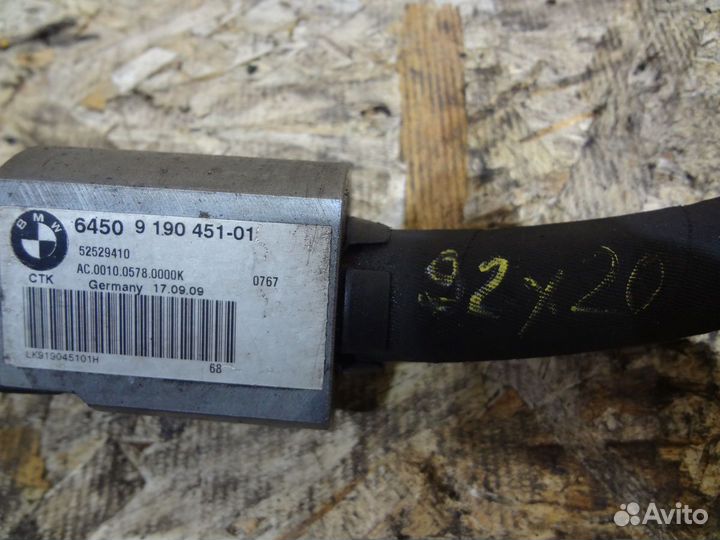 BMW
6450 9 190 451-01
52529410
AC.0010.0578.0000K
0767
CTK
Germany 17.09.09
LK919045101H
68
92x20
Avito